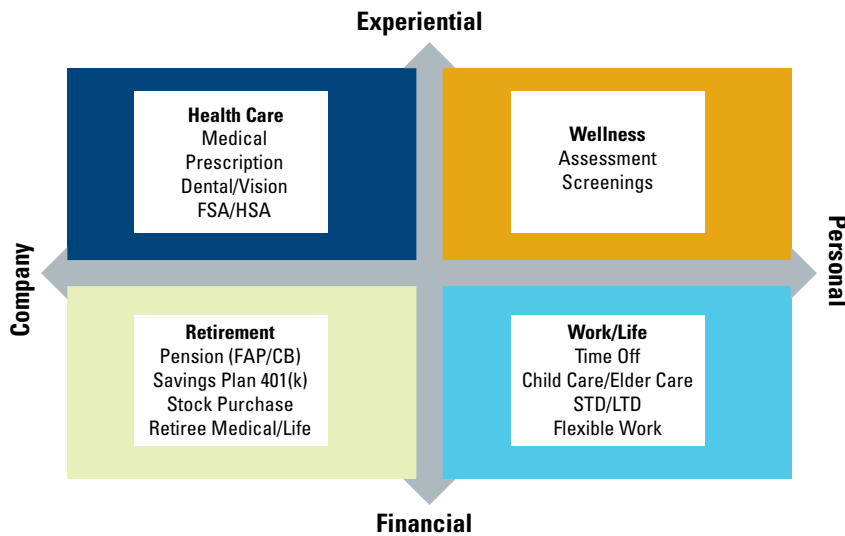 Experiential
Health Care
Medical
Prescription
Dental/Vision
FSA/HSA
Wellness
Assessment
Screenings
Company
Personal
Retirement
Pension (FAP/CB)
Savings Plan 401(k)
Stock Purchase
Retiree Medical/Life
Work/Life
Time Off
Child Care/Elder Care
STD/LTD
Flexible Work
Financial